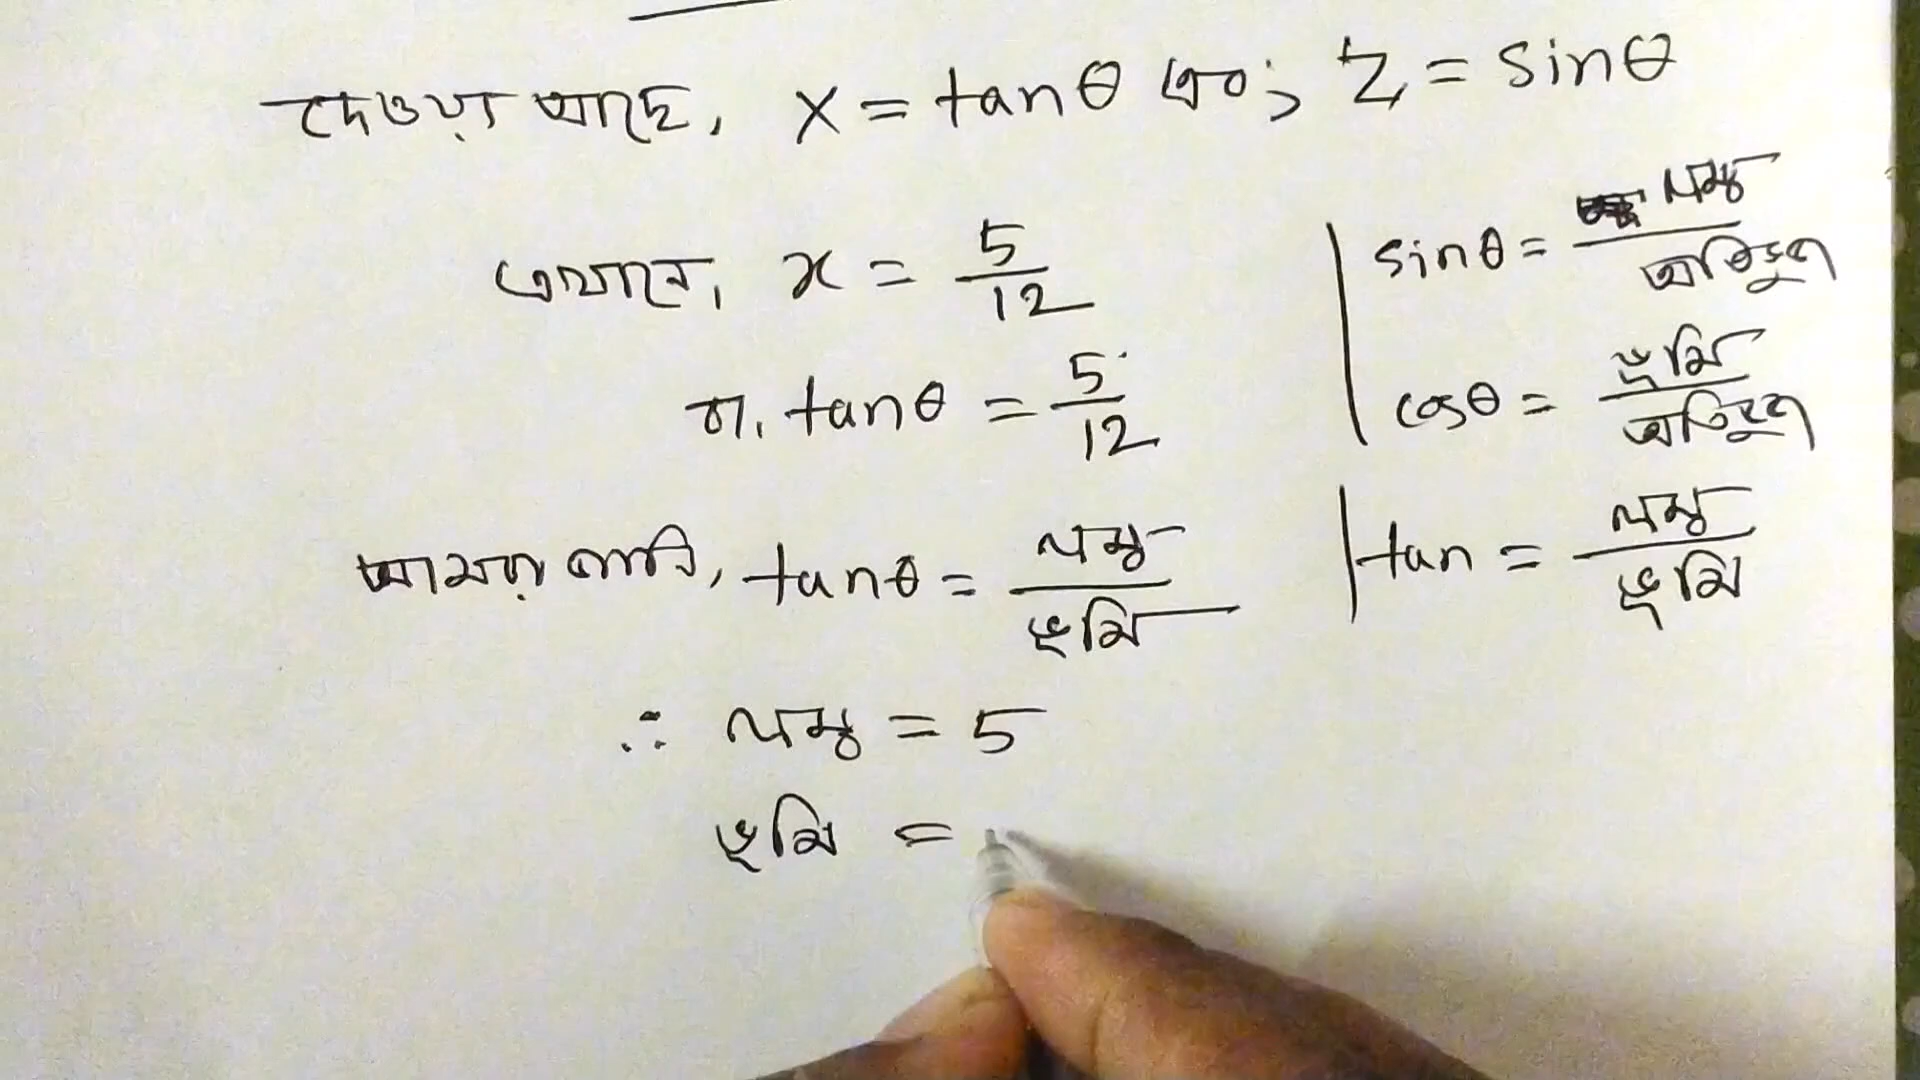 দেওয়া আছে, x = tanθ এবং z = sinθ
এখানে, x = 5/12
বা, tanθ = 5/12
আমরা জানি, tanθ = লম্ব/ভূমি
∴ লম্ব = 5
ভূমি =
sinθ = লম্ব/অতিভুজ
cosθ = ভূমি/অতিভুজ
tan = লম্ব/ভূমি